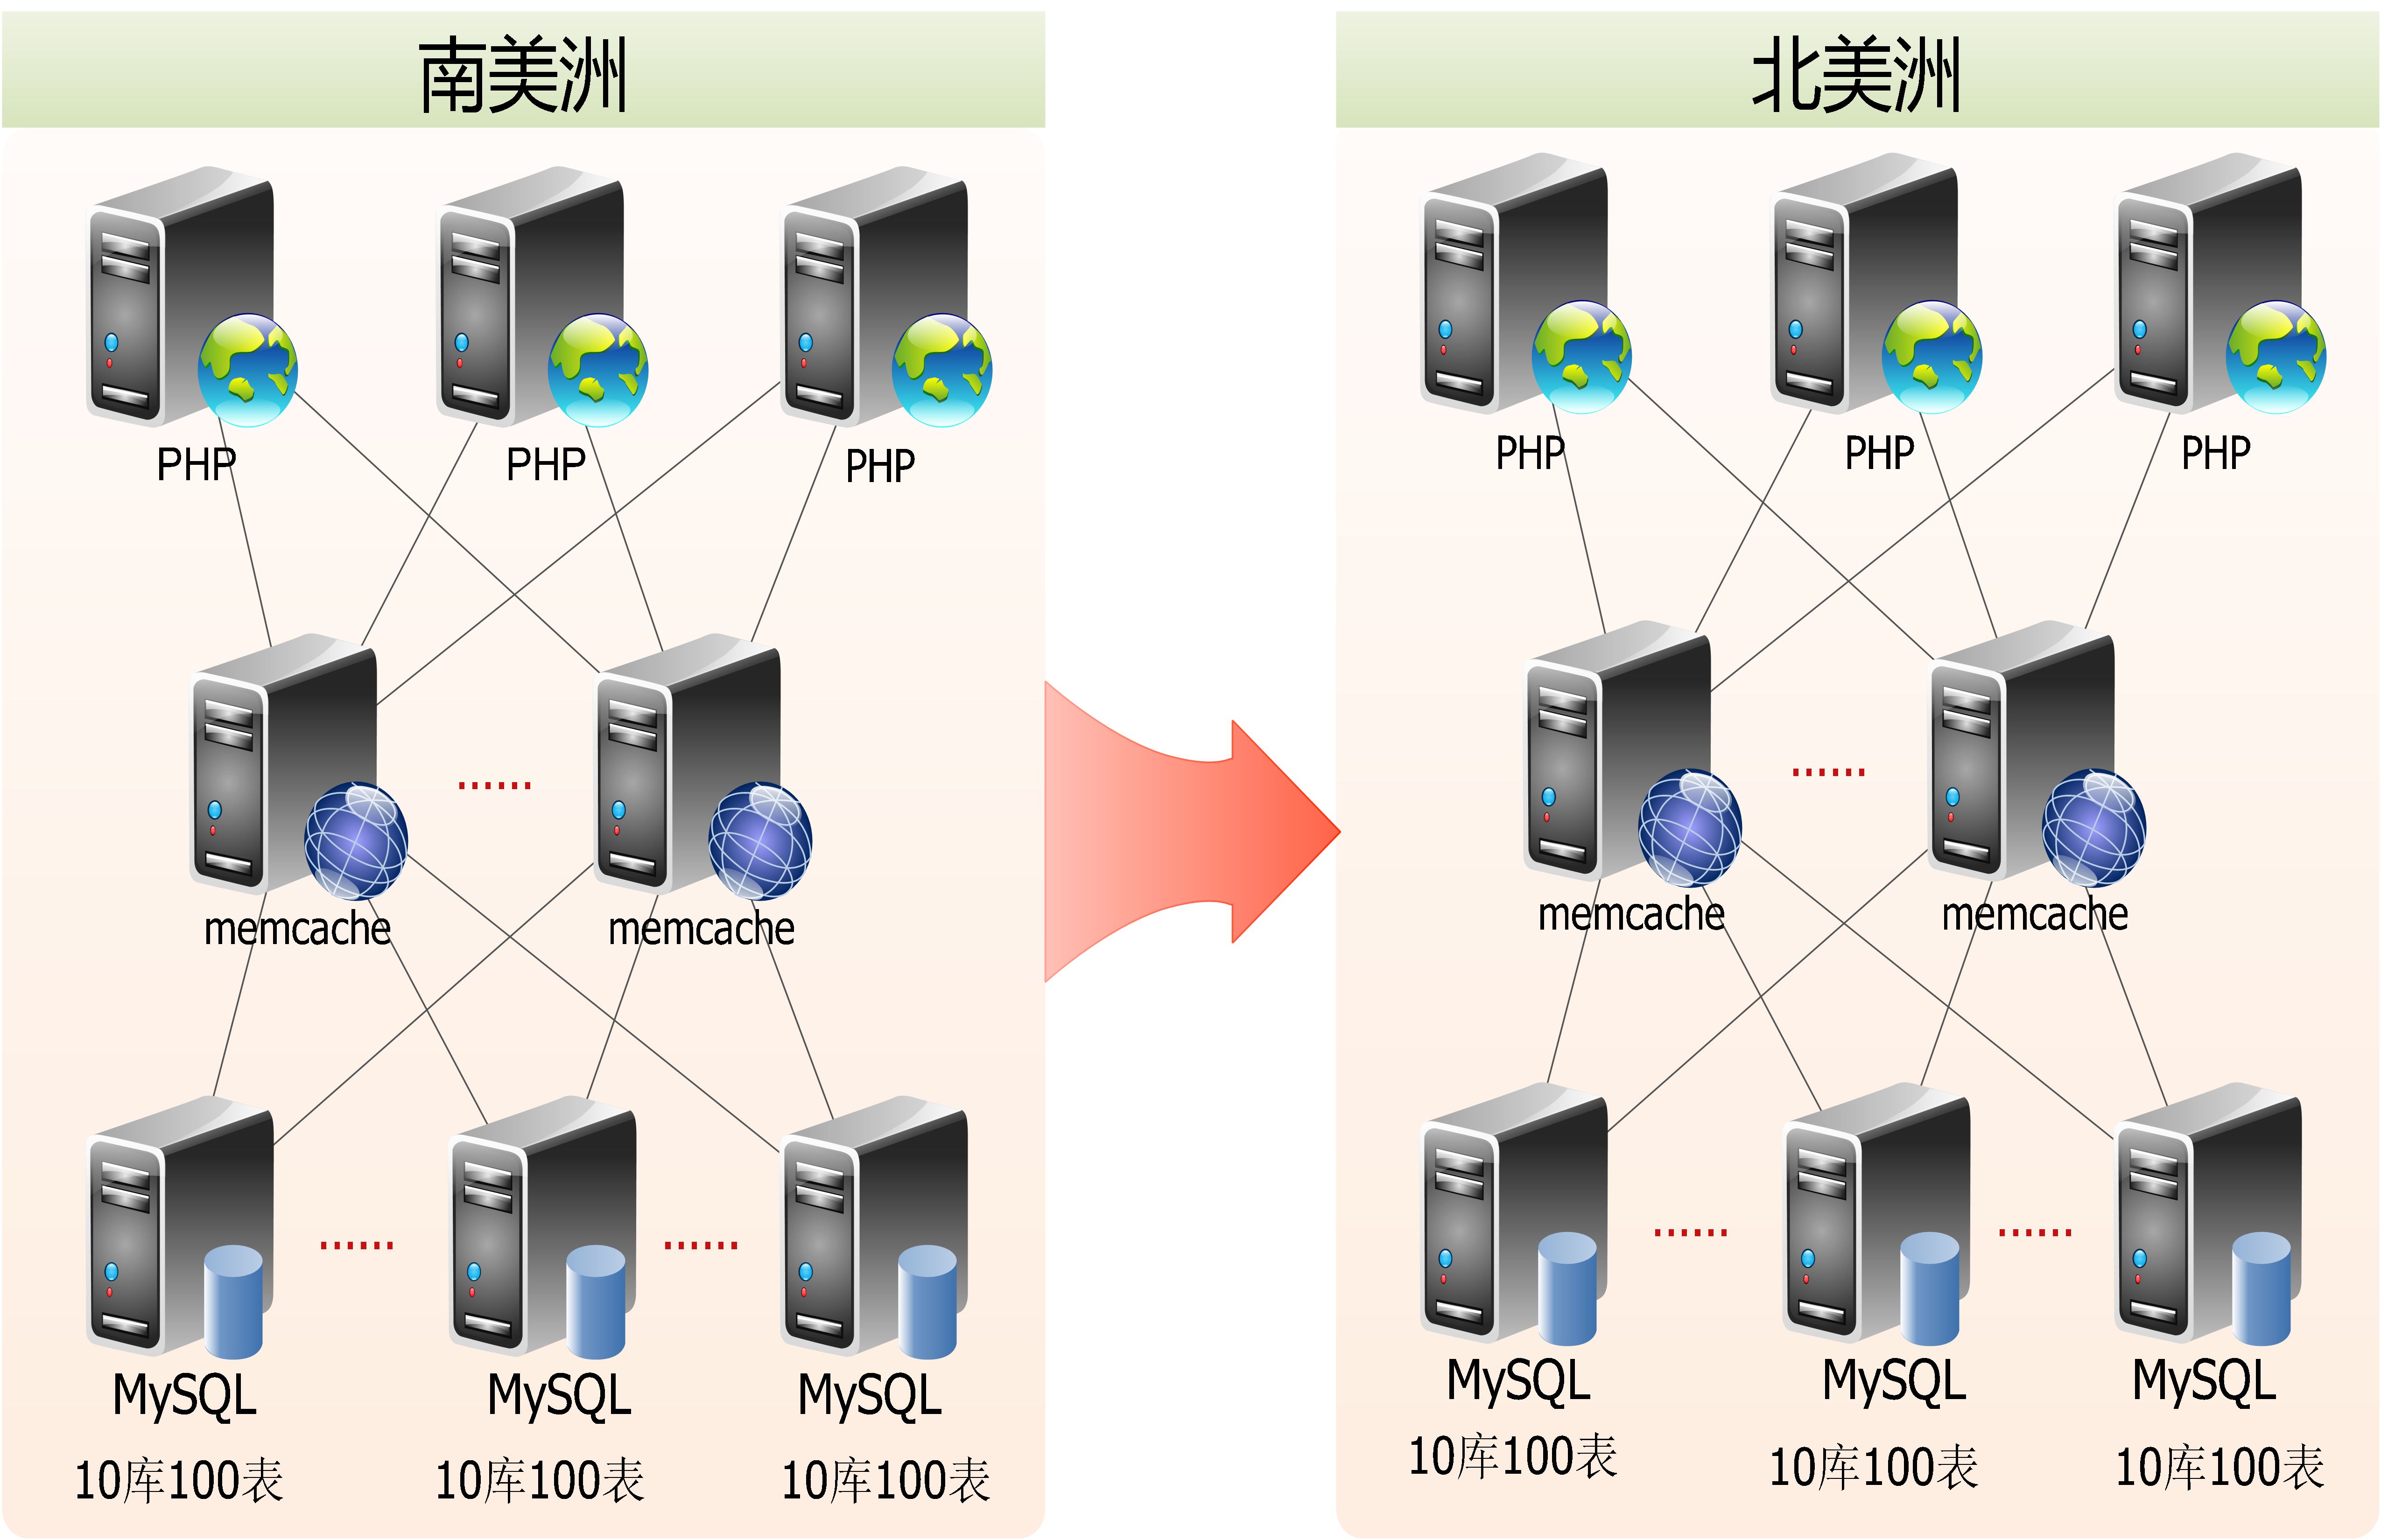 南美洲
PHP PHP PHP
......
memcache memcache
...... ......
MySQL MySQL MySQL
10库100表 10库100表 10库100表
北美洲
PHP PHP PHP
......
memcache memcache
...... ......
MySQL MySQL MySQL
10库100表 10库100表 10库100表